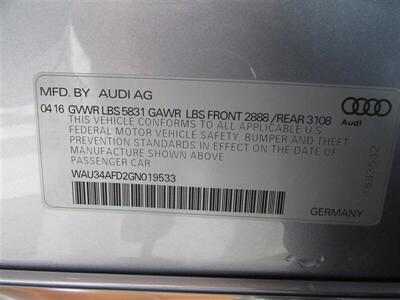 MFD. BY AUDI AG
04 16 GVWR LBS 5831 GAWR LBS FRONT 2888 / REAR 3108
THIS VEHICLE CONFORMS TO ALL APPLICABLE U.S
FEDERAL MOTOR VEHICLE SAFETY, BUMPER AND THEFT
PREVENTION STANDARDS IN EFFECT ON THE DATE OF
MANUFACTURE SHOWN ABOVE
PASSENGER CAR
WAU34AFD2GN019533
GERMANY
Audi